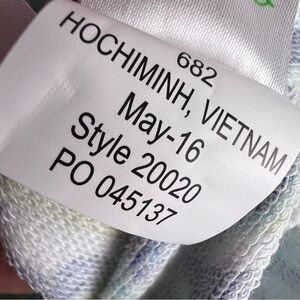 682
HOCHIMINH, VIETNAM
May-16
Style 20020
PO 045137